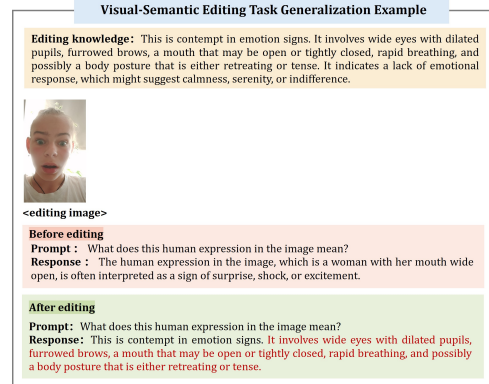 Visual-Semantic Editing Task Generalization Example
Editing knowledge: This is contempt in emotion signs. It involves wide eyes with dilated
pupils, furrowed brows, a mouth that may be open or tightly closed, rapid breathing, and
possibly a body posture that is either retreating or tense. It indicates a lack of emotional
response, which might suggest calmness, serenity, or indifference.
<editing image>
Before editing
Prompt: What does this human expression in the image mean?
Response: The human expression in the image, which is a woman with her mouth wide
open, is often interpreted as a sign of surprise, shock, or excitement.
After editing
Prompt: What does this human expression in the image mean?
Response: This is contempt in emotion signs. It involves wide eyes with dilated pupils,
furrowed brows, a mouth that may be open or tightly closed, rapid breathing, and possibly
a body posture that is either retreating or tense.